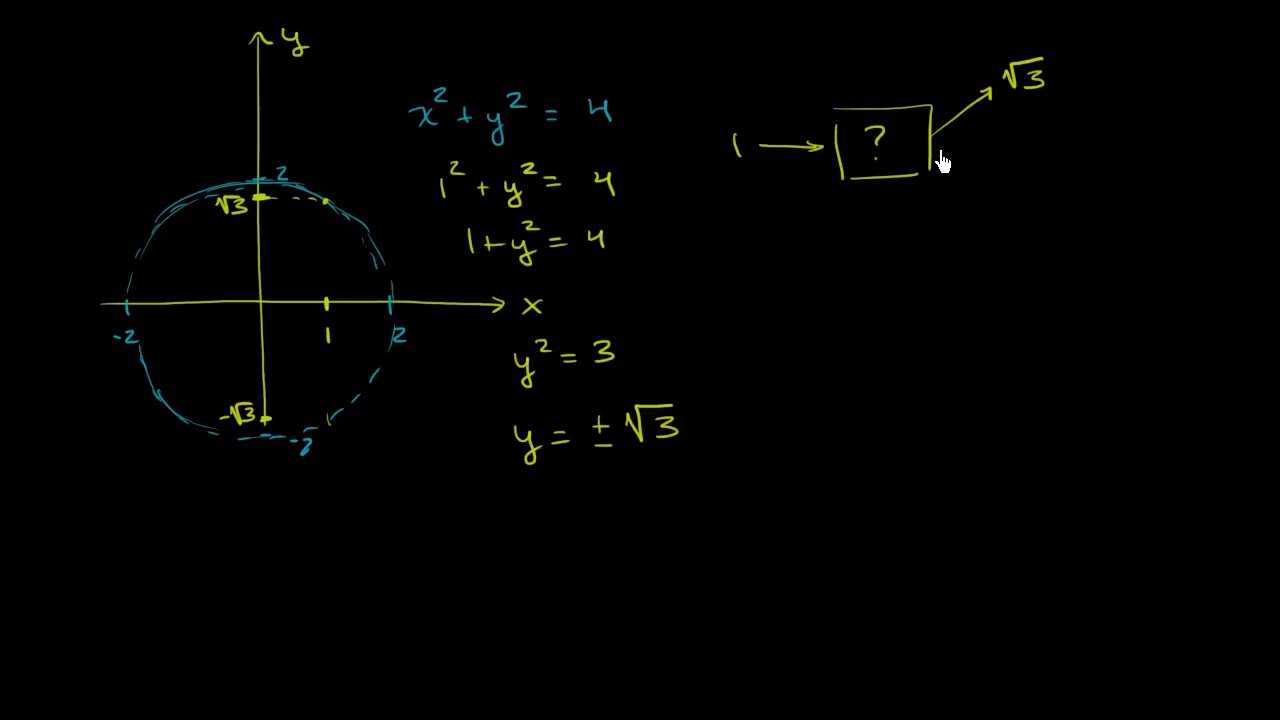 y
x² + y² = 4
1² + y² = 4
1 + y² = 4
y² = 3
y = ± √3
2
√3
-2
1
2
x
-√3
-2
1 → ? → √3